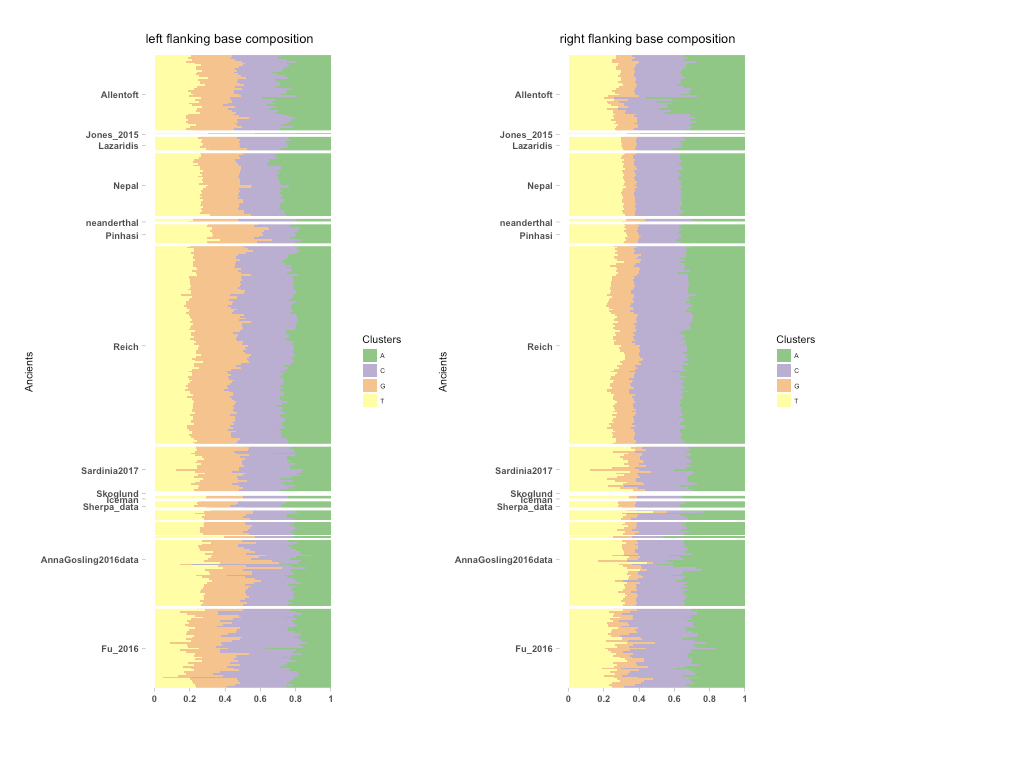 left flanking base composition
Allentoft
Jones_2015
Lazaridis
Nepal
neanderthal
Pinhasi
Reich
Sardinia2017
Skoglund
Iceman
Sherpa_data
AnnaGosling2016data
Fu_2016
0 0.2 0.4 0.6 0.8 1
Ancients
Clusters
A
C
G
T
right flanking base composition
Allentoft
Jones_2015
Lazaridis
Nepal
neanderthal
Pinhasi
Reich
Sardinia2017
Skoglund
Iceman
Sherpa_data
AnnaGosling2016data
Fu_2016
0 0.2 0.4 0.6 0.8 1
Ancients
Clusters
A
C
G
T